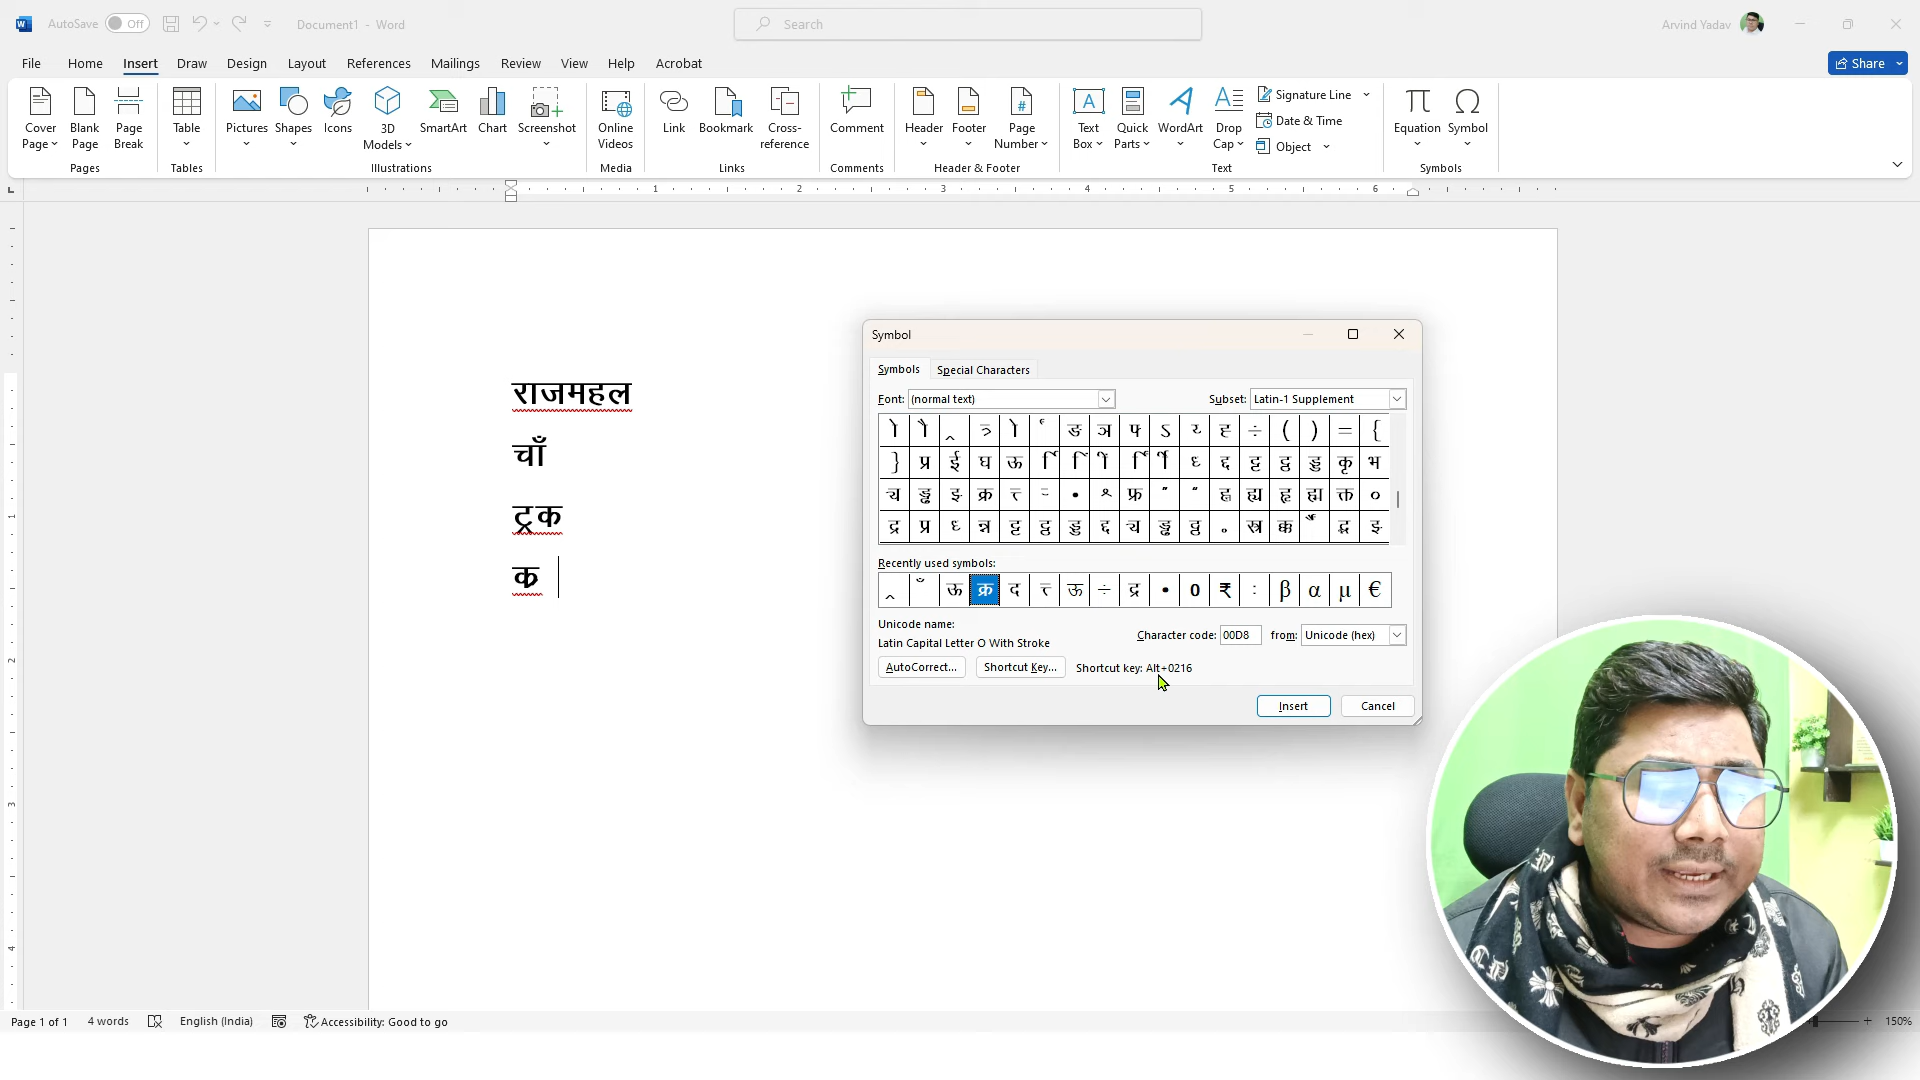 AutoSave Off Document1 - Word Search Arvind Yadav
File Home Insert Draw Design Layout References Mailings Review View Help Acrobat Share
Cover Page Blank Page Page Break Table Pictures Shapes Icons 3D Models SmartArt Chart Screenshot Online Videos Link Bookmark Cross-reference Comment Header Footer Page Number Text Box Quick Parts WordArt Drop Cap Signature Line Date & Time Object Equation Symbol
Pages Tables Illustrations Media Links Comments Header & Footer Text Symbols
1 2 3 4 5 6
राजमहल
चाँ
ट्रक
Symbol
Symbols Special Characters
Font: (normal text) Subset: Latin-1 Supplement
Recently used symbols:
Unicode name:
Latin Capital Letter O With Stroke
Character code: 00D8 from: Unicode (hex)
AutoCorrect... Shortcut Key... Shortcut key: Alt+0216
Insert Cancel
Page 1 of 1 4 words English (India) Accessibility: Good to go 150%